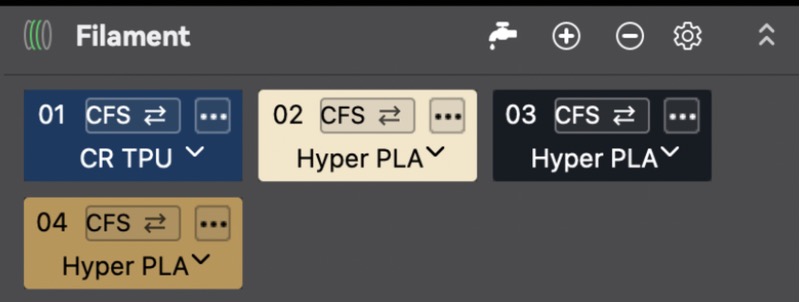 Filament
01 CFS ⇄ ...
CR TPU
02 CFS ⇄ ...
Hyper PLA
03 CFS ⇄ ...
Hyper PLA
04 CFS ⇄ ...
Hyper PLA